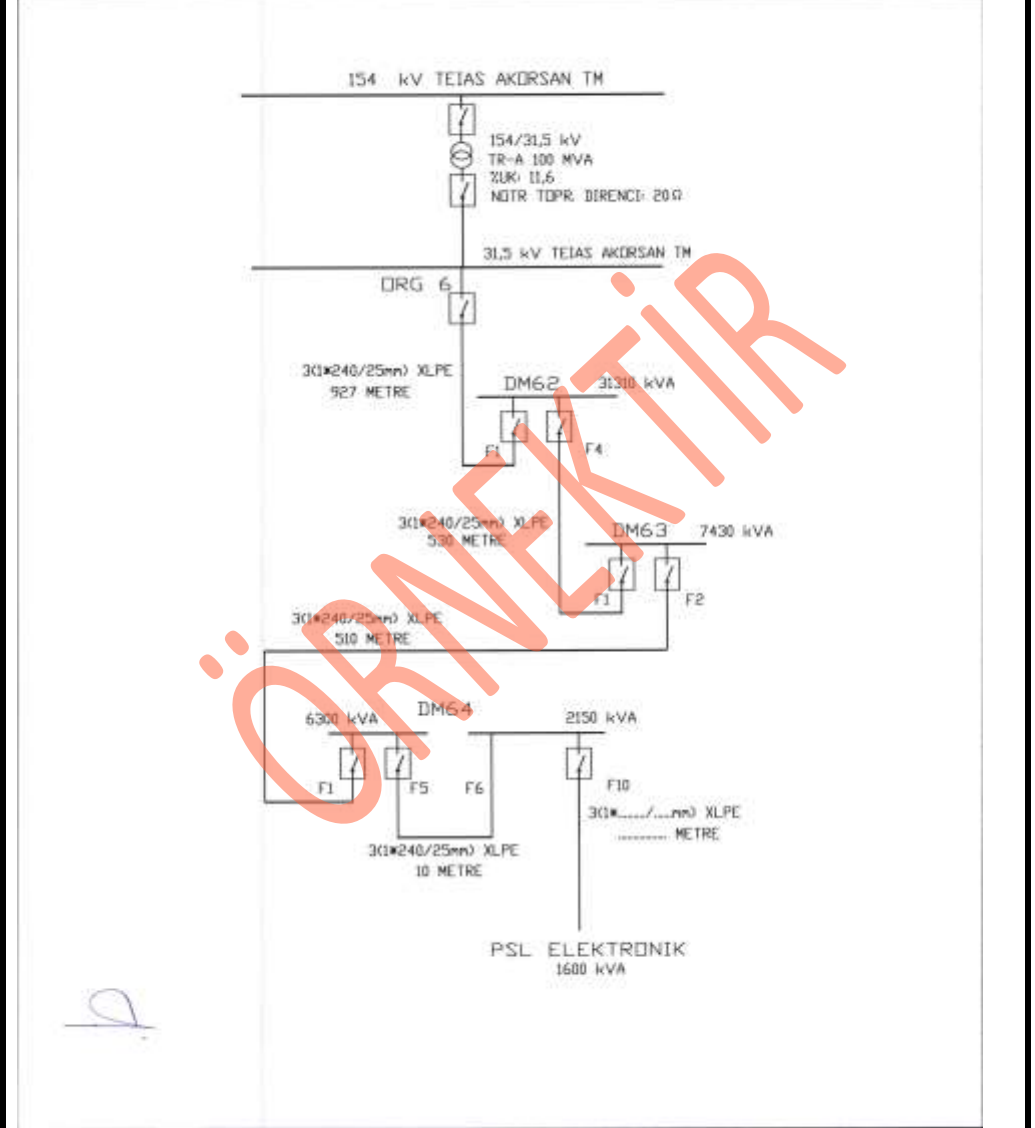 154 kV TEIAS AKORSAN TM
154/31,5 kV
TR-A 100 MVA
%UK: 11,6
NOTR TOPR. DIRENCI: 20Ω
31,5 kV TEIAS AKORSAN TM
ORG 6
3(1*240/25mm) XLPE
927 METRE
DM62
31310 kVA
F1
F4
3(1*240/25mm) XLPE
530 METRE
DM63
7430 kVA
F1
F2
3(1*240/25mm) XLPE
510 METRE
6300 kVA
DM64
2150 kVA
F1
F5
F6
F10
3(1*...../.....mm) XLPE
............ METRE
3(1*240/25mm) XLPE
10 METRE
PSL ELEKTRONIK
1600 kVA
ÖRNEKTİR